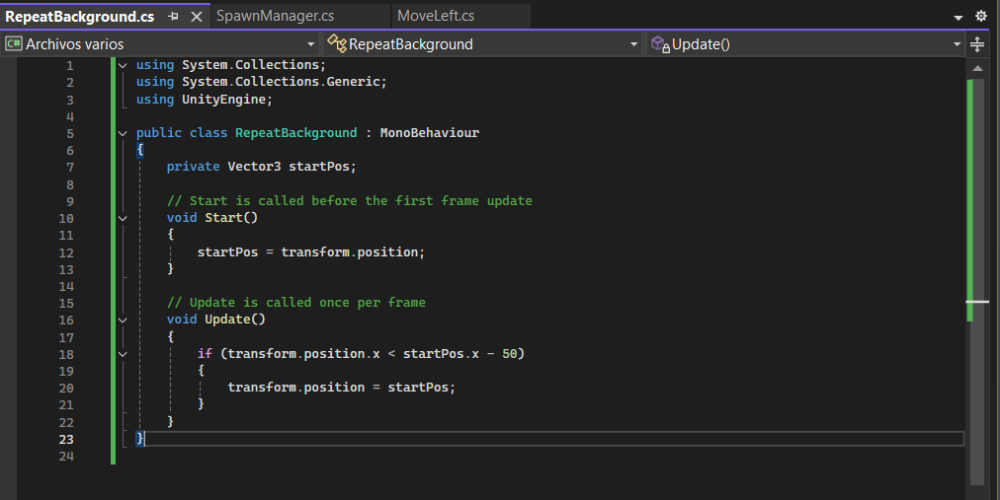 RepeatBackground.cs SpawnManager.cs MoveLeft.cs
C# Archivos varios RepeatBackground Update()
1 using System.Collections;
2 using System.Collections.Generic;
3 using UnityEngine;
4
5 public class RepeatBackground : MonoBehaviour
6 {
7 private Vector3 startPos;
8
9 // Start is called before the first frame update
10 void Start()
11 {
12 startPos = transform.position;
13 }
14
15 // Update is called once per frame
16 void Update()
17 {
18 if (transform.position.x < startPos.x - 50)
19 {
20 transform.position = startPos;
21 }
22 }
23 }
24